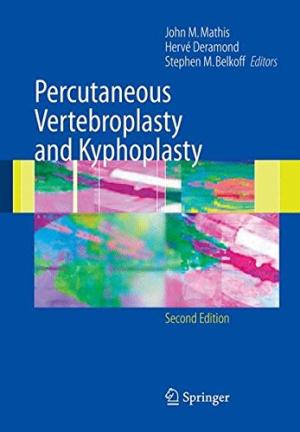 John M. Mathis
Hervé Deramond
Stephen M. Belkoff Editors
Percutaneous
Vertebroplasty
and Kyphoplasty
Second Edition
Springer